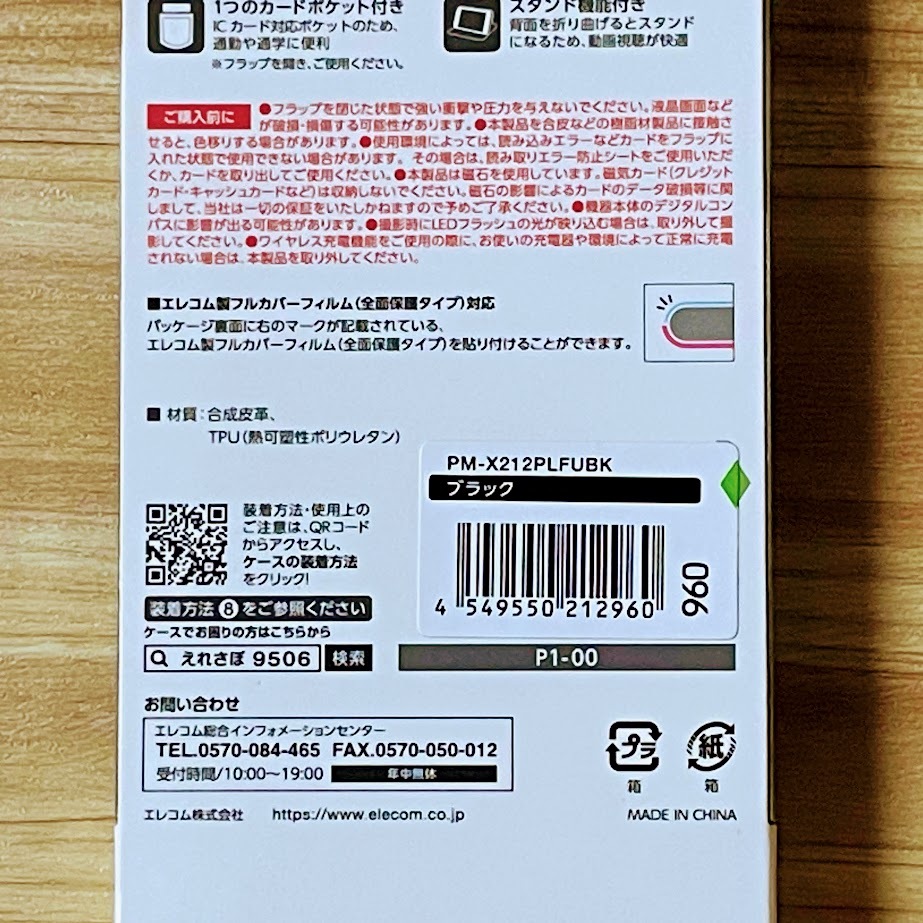 1つのカードポケット付き
ICカード対応ポケットのため、
通勤や通学に便利
※フラップを開き、ご使用ください。
スタンド機能付き
背面を折り曲げるとスタンド
になるため、動画視聴が快適
ご購入前に ●フラップを閉じた状態で強い衝撃や圧力を与えないでください。液晶画面など
が破損・損傷する可能性があります。●本製品を合皮などの樹脂材製品に接触さ
せると、色移りする場合があります。●使用環境によっては、読み込みエラーなどカードをフラップに
入れた状態で使用できない場合があります。その場合は、読み取りエラー防止シートをご使用いただ
くか、カードを取り出してご使用ください。●本製品は磁石を使用しています。磁気カード(クレジット
カード・キャッシュカードなど)は収納しないでください。磁石の影響によるカードのデータ破損等に関
しまして、当社は一切の保証をいたしかねますので予めご了承ください。●機器本体のデジタルコン
パスに影響が出る可能性があります。●撮影時にLEDフラッシュの光が映り込む場合は、取り外して撮
影してください。●ワイヤレス充電機能をご使用の際に、お使いの充電器や環境によって正常に充電
されない場合は、本製品を取り外してください。
■エレコム製フルカバーフィルム(全面保護タイプ)対応
パッケージ裏面に右のマークが記載されている、
エレコム製フルカバーフィルム(全面保護タイプ)を貼り付けることができます。
■材質:合成皮革、
TPU(熱可塑性ポリウレタン)
PM-X212PLFUBK
ブラック
4 549550 212960
960
P1-00
装着方法・使用上の
ご注意は、QRコード
からアクセスし、
ケースの装着方法
をクリック!
装着方法⑧をご参照ください
ケースでお困りの方はこちらから
えれさぽ 9506 検索
お問い合わせ
エレコム総合インフォメーションセンター
TEL.0570-084-465 FAX.0570-050-012
受付時間/10:00~19:00 年中無休
エレコム株式会社 https://www.elecom.co.jp
プラ
箱
紙
箱
MADE IN CHINA